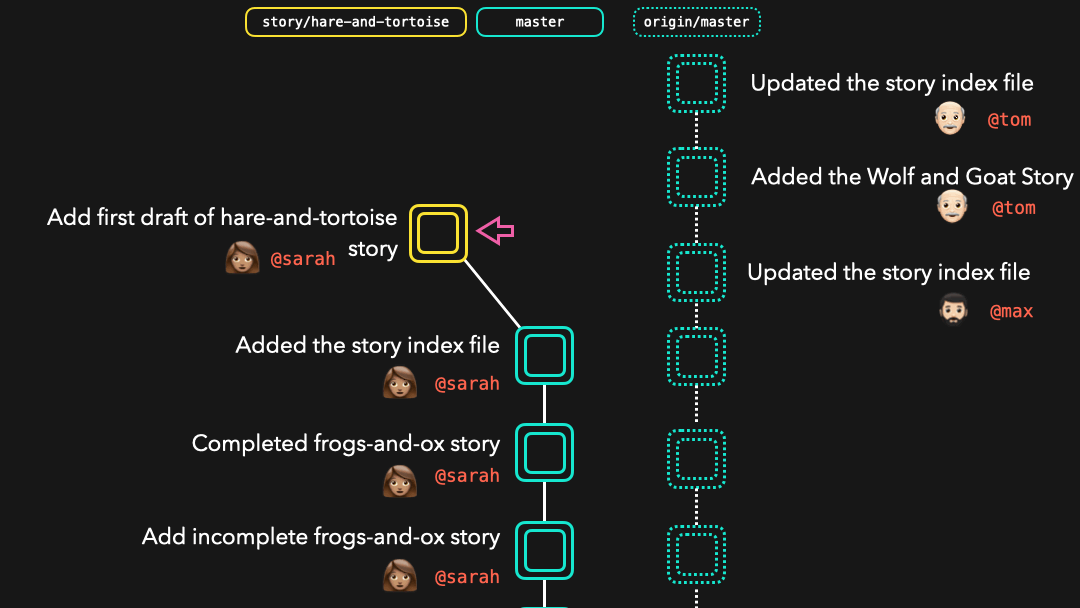 story/hare-and-tortoise
master
origin/master
Updated the story index file
@tom
Added the Wolf and Goat Story
@tom
Add first draft of hare-and-tortoise
story
@sarah
Updated the story index file
@max
Added the story index file
@sarah
Completed frogs-and-ox story
@sarah
Add incomplete frogs-and-ox story
@sarah